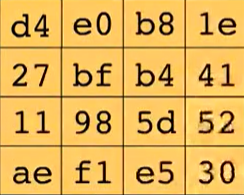 d4 e0 b8 1e
27 bf b4 41
11 98 5d 52
ae f1 e5 30